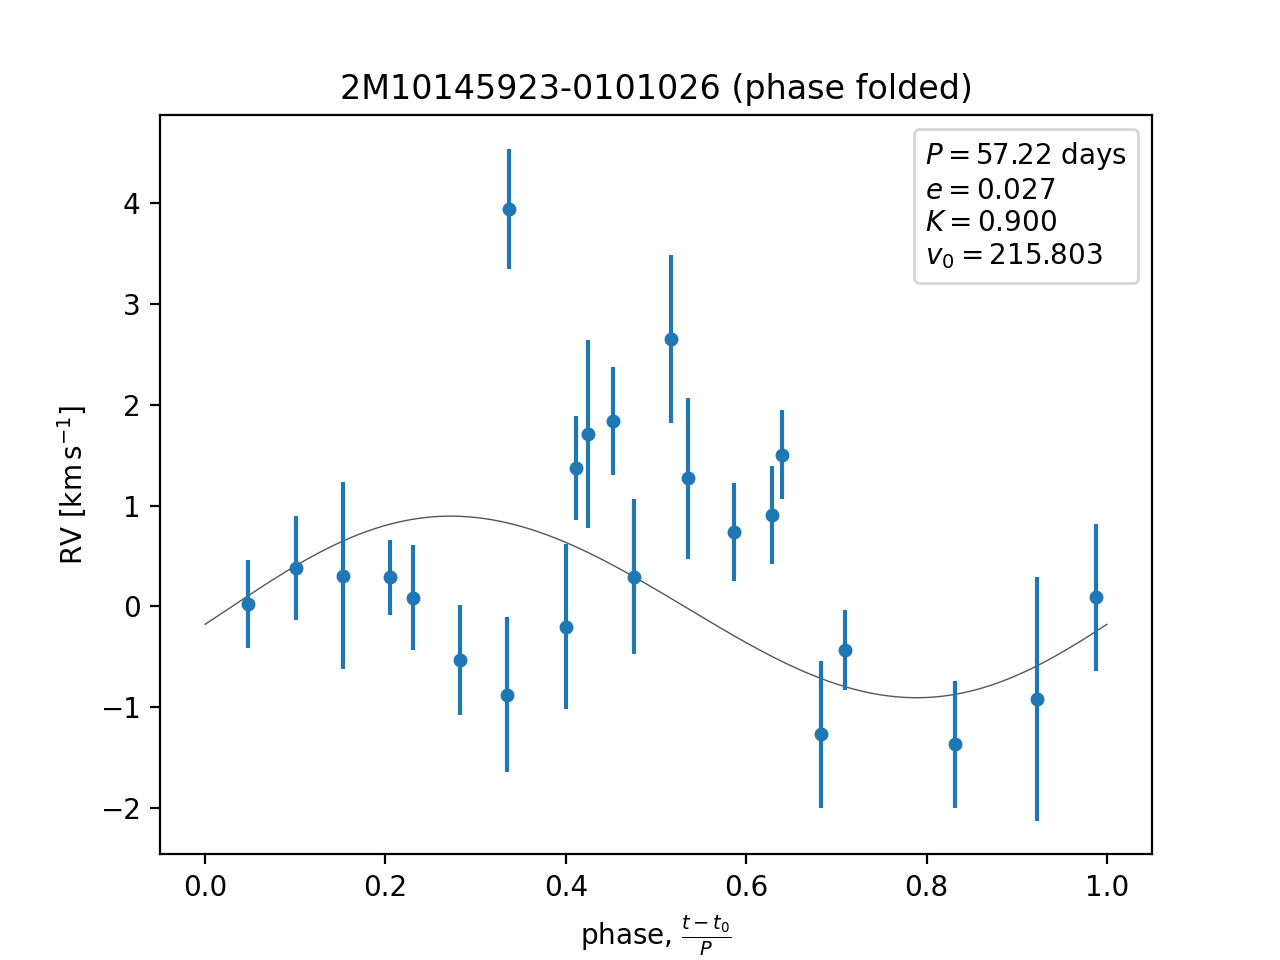 2M10145923-0101026 (phase folded)
P = 57.22 days
e = 0.027
K = 0.900
v₀ = 215.803
RV [km s⁻¹]
4
3
2
1
0
−1
−2
0.0 0.2 0.4 0.6 0.8 1.0
phase, (t − t₀)/P